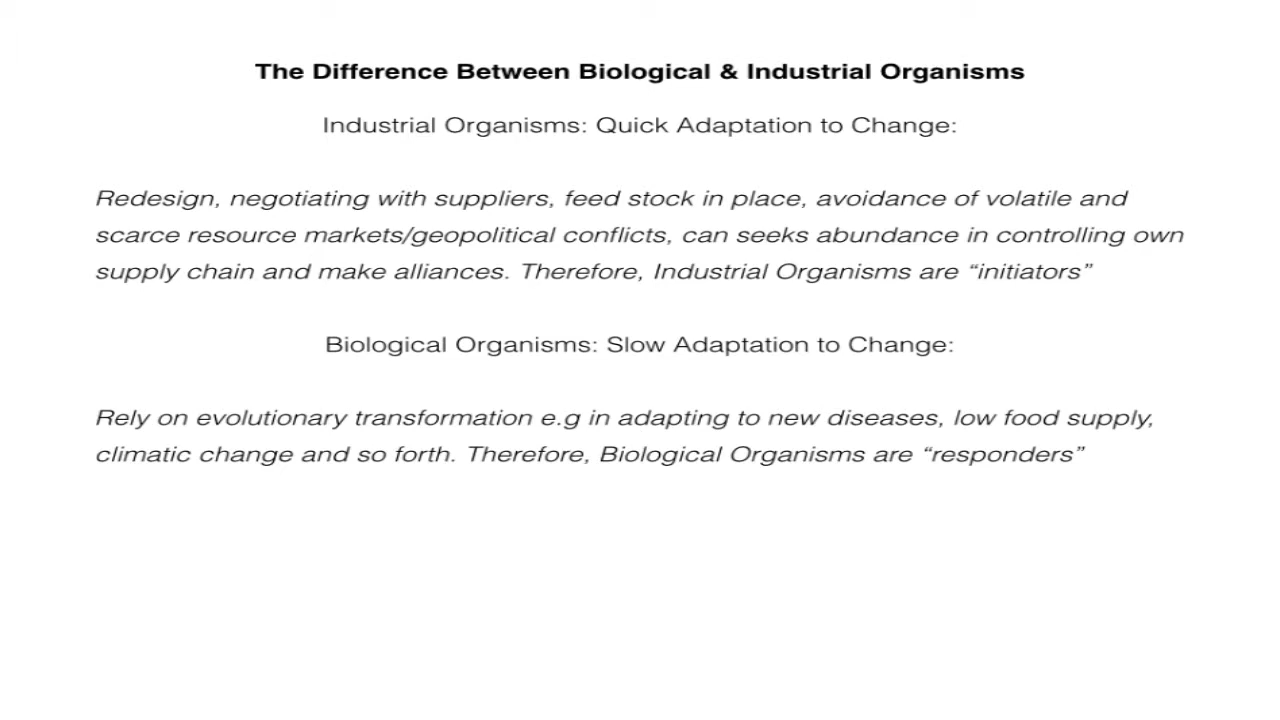 The Difference Between Biological & Industrial Organisms
Industrial Organisms: Quick Adaptation to Change:
Redesign, negotiating with suppliers, feed stock in place, avoidance of volatile and
scarce resource markets/geopolitical conflicts, can seeks abundance in controlling own
supply chain and make alliances. Therefore, Industrial Organisms are “initiators”
Biological Organisms: Slow Adaptation to Change:
Rely on evolutionary transformation e.g in adapting to new diseases, low food supply,
climatic change and so forth. Therefore, Biological Organisms are “responders”